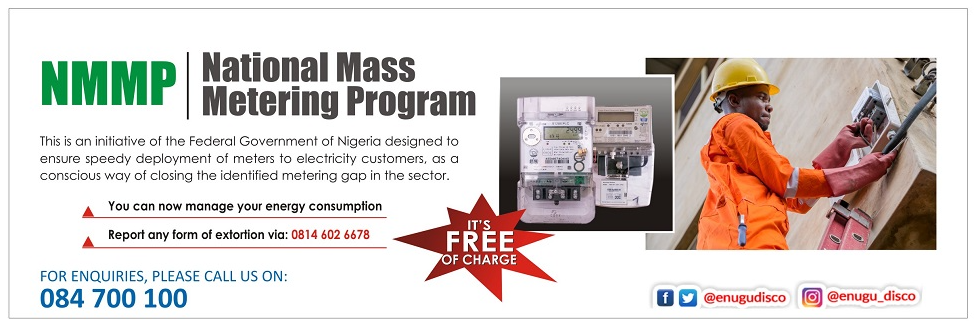 NMMP
National Mass
Metering Program
This is an initiative of the Federal Government of Nigeria designed to
ensure speedy deployment of meters to electricity customers, as a
conscious way of closing the identified metering gap in the sector.
You can now manage your energy consumption
Report any form of extortion via: 0814 602 6678
IT'S
FREE
OF CHARGE
FOR ENQUIRIES, PLEASE CALL US ON:
084 700 100
@enugudisco
@enugu_disco